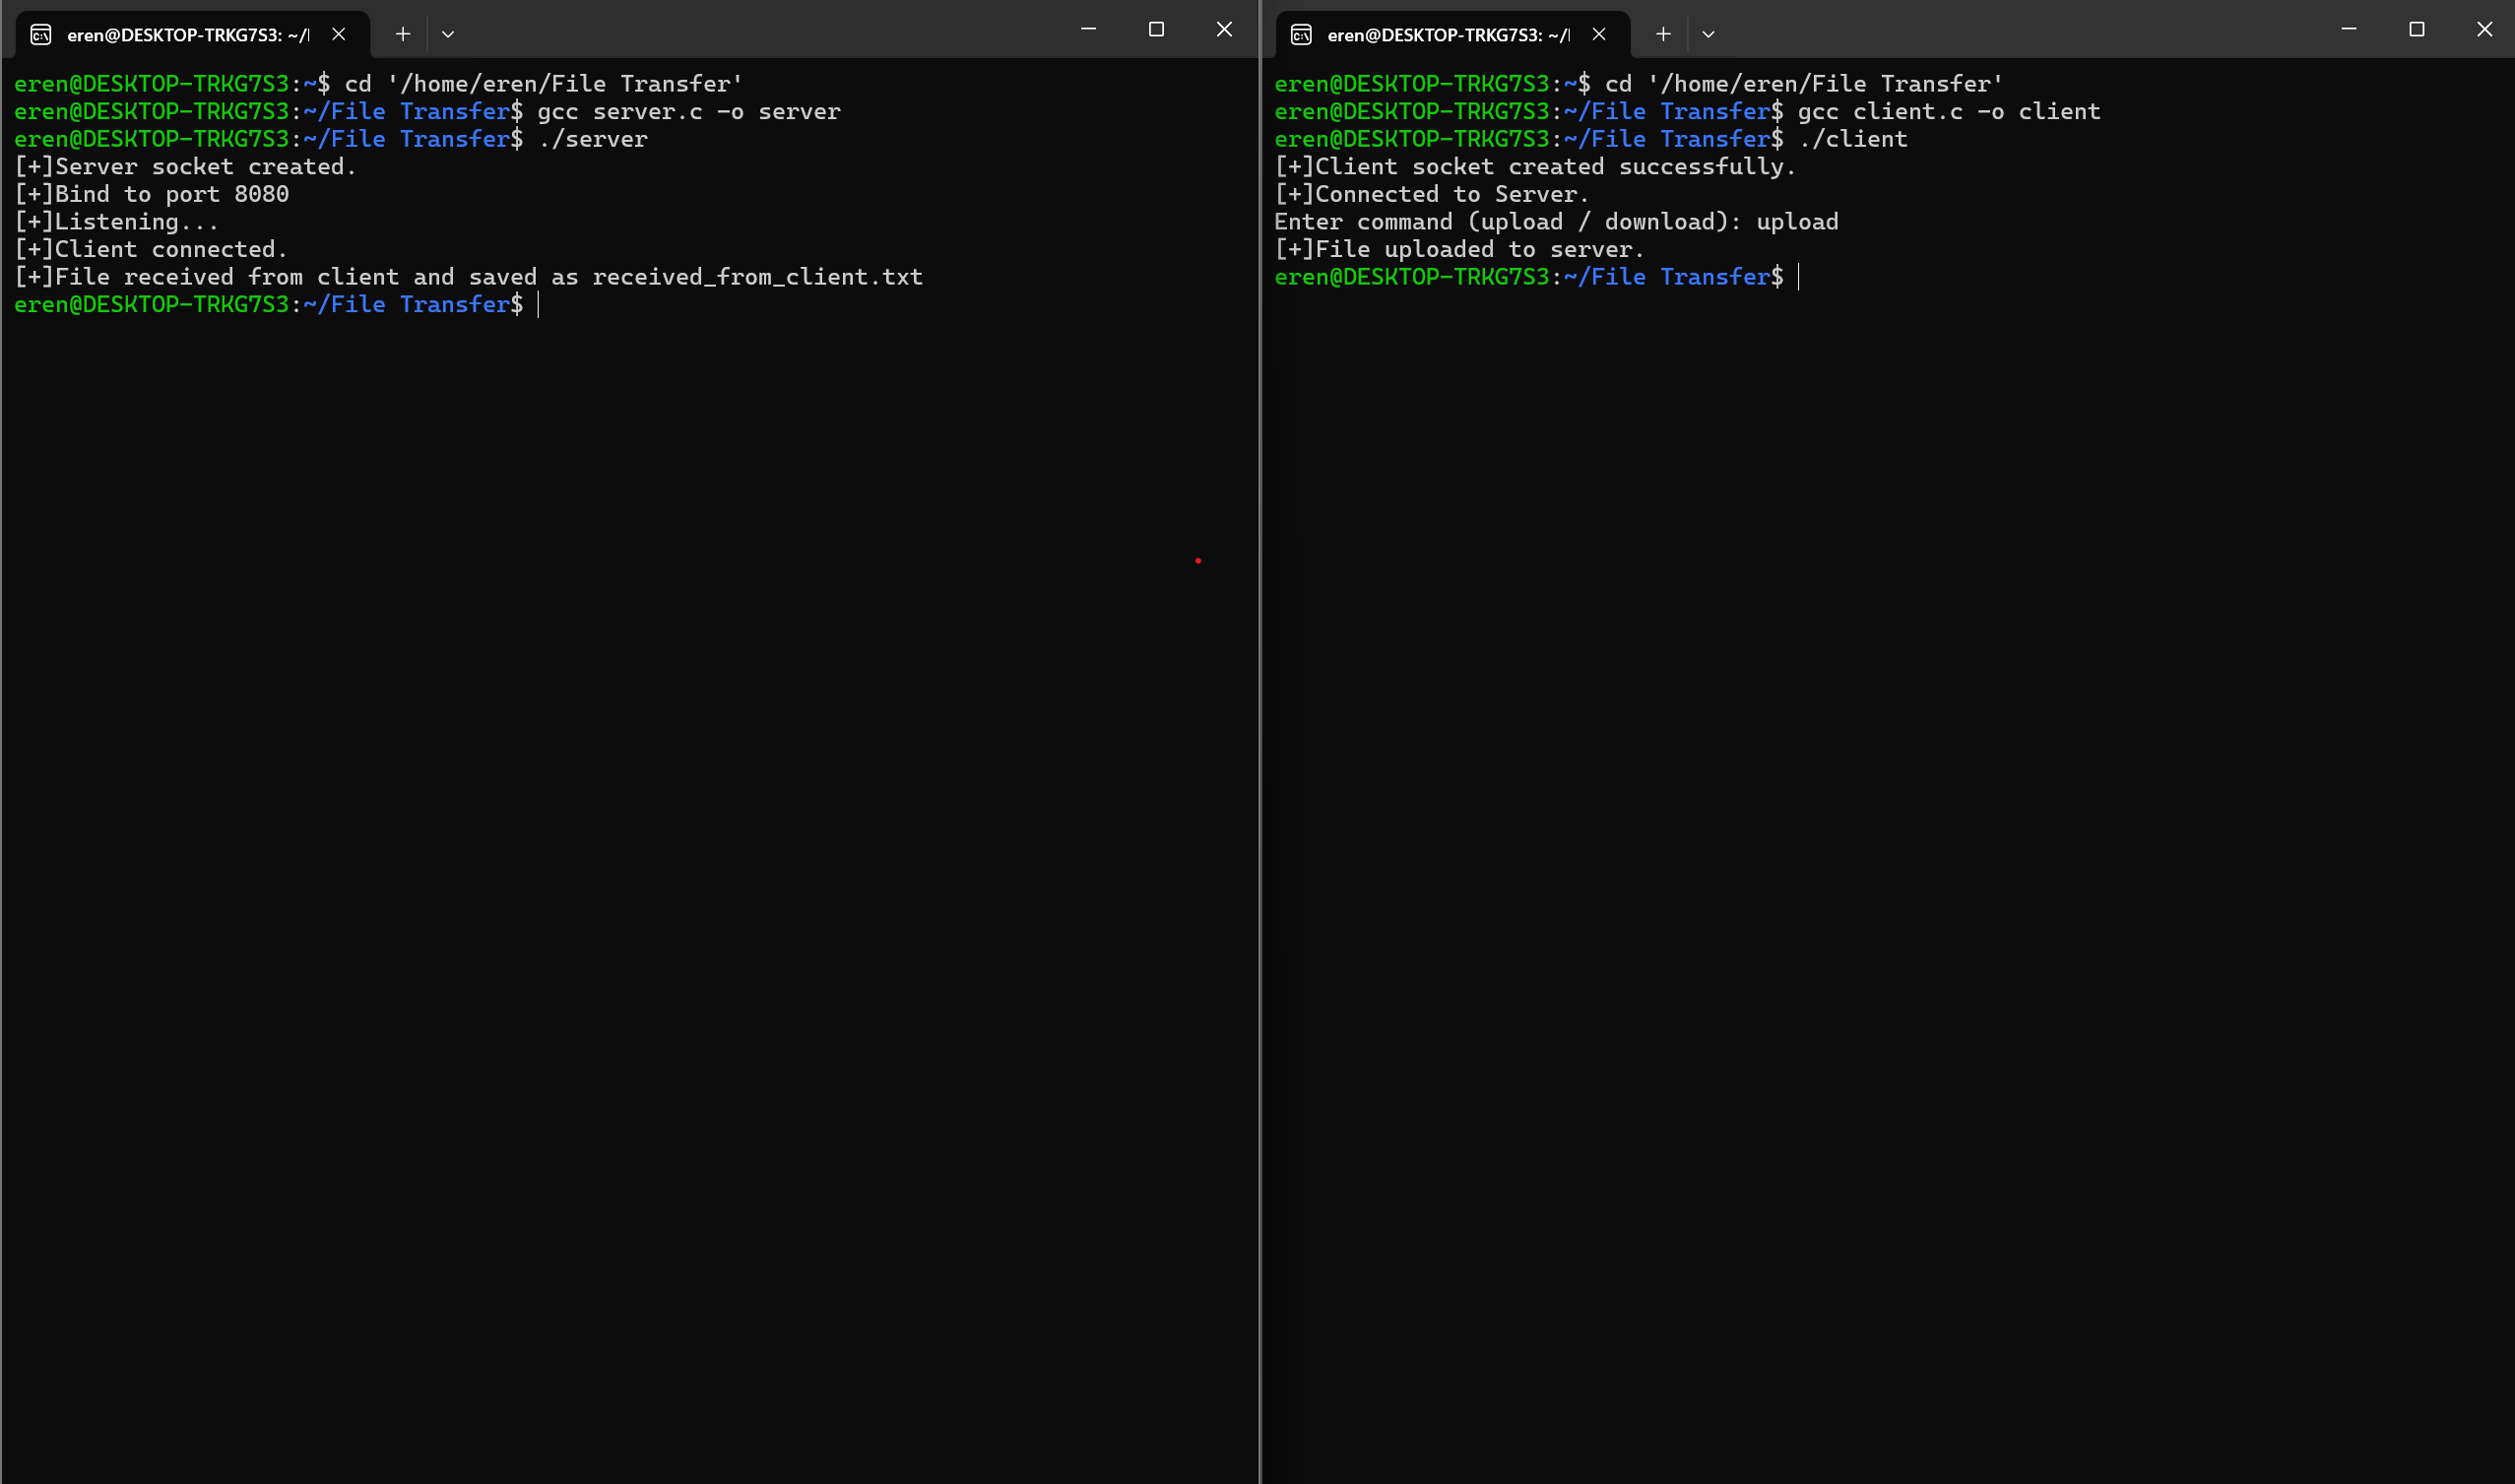 eren@DESKTOP-TRKG7S3: ~/
eren@DESKTOP-TRKG7S3:~$ cd '/home/eren/File Transfer'
eren@DESKTOP-TRKG7S3:~/File Transfer$ gcc server.c -o server
eren@DESKTOP-TRKG7S3:~/File Transfer$ ./server
[+]Server socket created.
[+]Bind to port 8080
[+]Listening...
[+]Client connected.
[+]File received from client and saved as received_from_client.txt
eren@DESKTOP-TRKG7S3:~/File Transfer$
eren@DESKTOP-TRKG7S3: ~/
eren@DESKTOP-TRKG7S3:~$ cd '/home/eren/File Transfer'
eren@DESKTOP-TRKG7S3:~/File Transfer$ gcc client.c -o client
eren@DESKTOP-TRKG7S3:~/File Transfer$ ./client
[+]Client socket created successfully.
[+]Connected to Server.
Enter command (upload / download): upload
[+]File uploaded to server.
eren@DESKTOP-TRKG7S3:~/File Transfer$